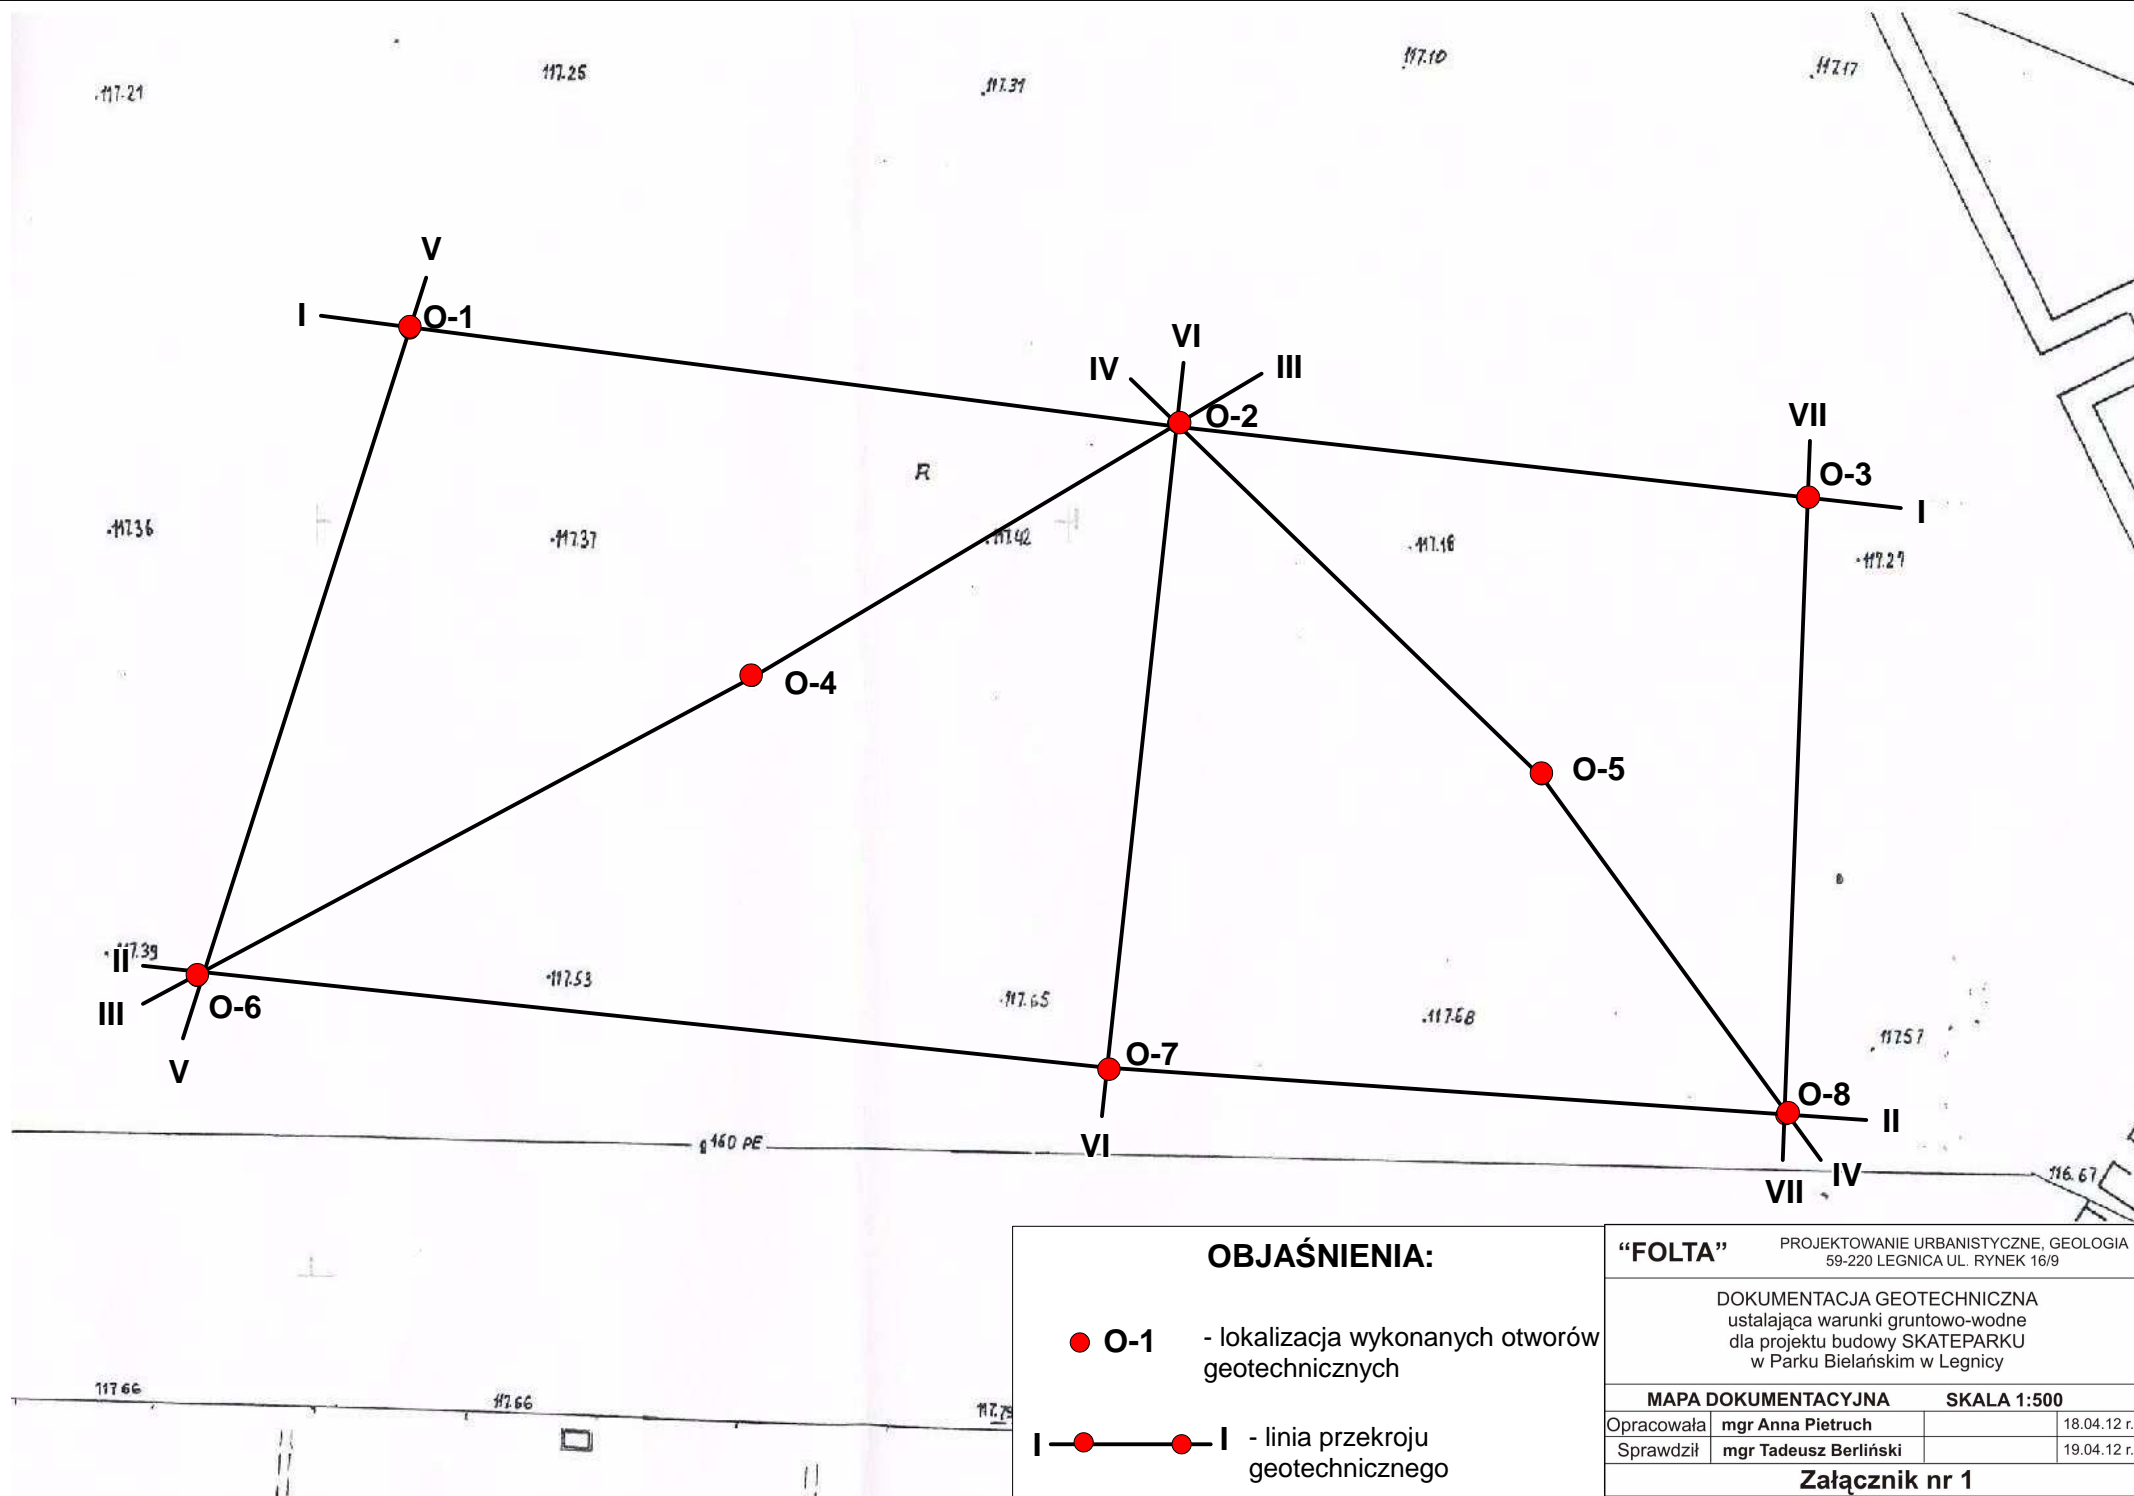 117.25
117.10
117.17
117.21
117.31
V
I
O-1
VI
IV
III
O-2
VII
O-3
I
R
117.36
117.37
117.42
117.18
117.27
O-4
O-5
117.39
II
III
O-6
V
117.53
117.65
117.68
117.57
O-7
O-8
II
VI
IV
VII
160 PE
116.67
117.66
117.66
OBJAŚNIENIA:
O-1 - lokalizacja wykonanych otworów
geotechnicznych
I I - linia przekroju
geotechnicznego
“FOLTA” PROJEKTOWANIE URBANISTYCZNE, GEOLOGIA
59-220 LEGNICA UL. RYNEK 16/9
DOKUMENTACJA GEOTECHNICZNA
ustalająca warunki gruntowo-wodne
dla projektu budowy SKATEPARKU
w Parku Bielańskim w Legnicy
MAPA DOKUMENTACYJNA SKALA 1:500
Opracowała mgr Anna Pietruch 18.04.12 r.
Sprawdził mgr Tadeusz Berliński 19.04.12 r.
Załącznik nr 1